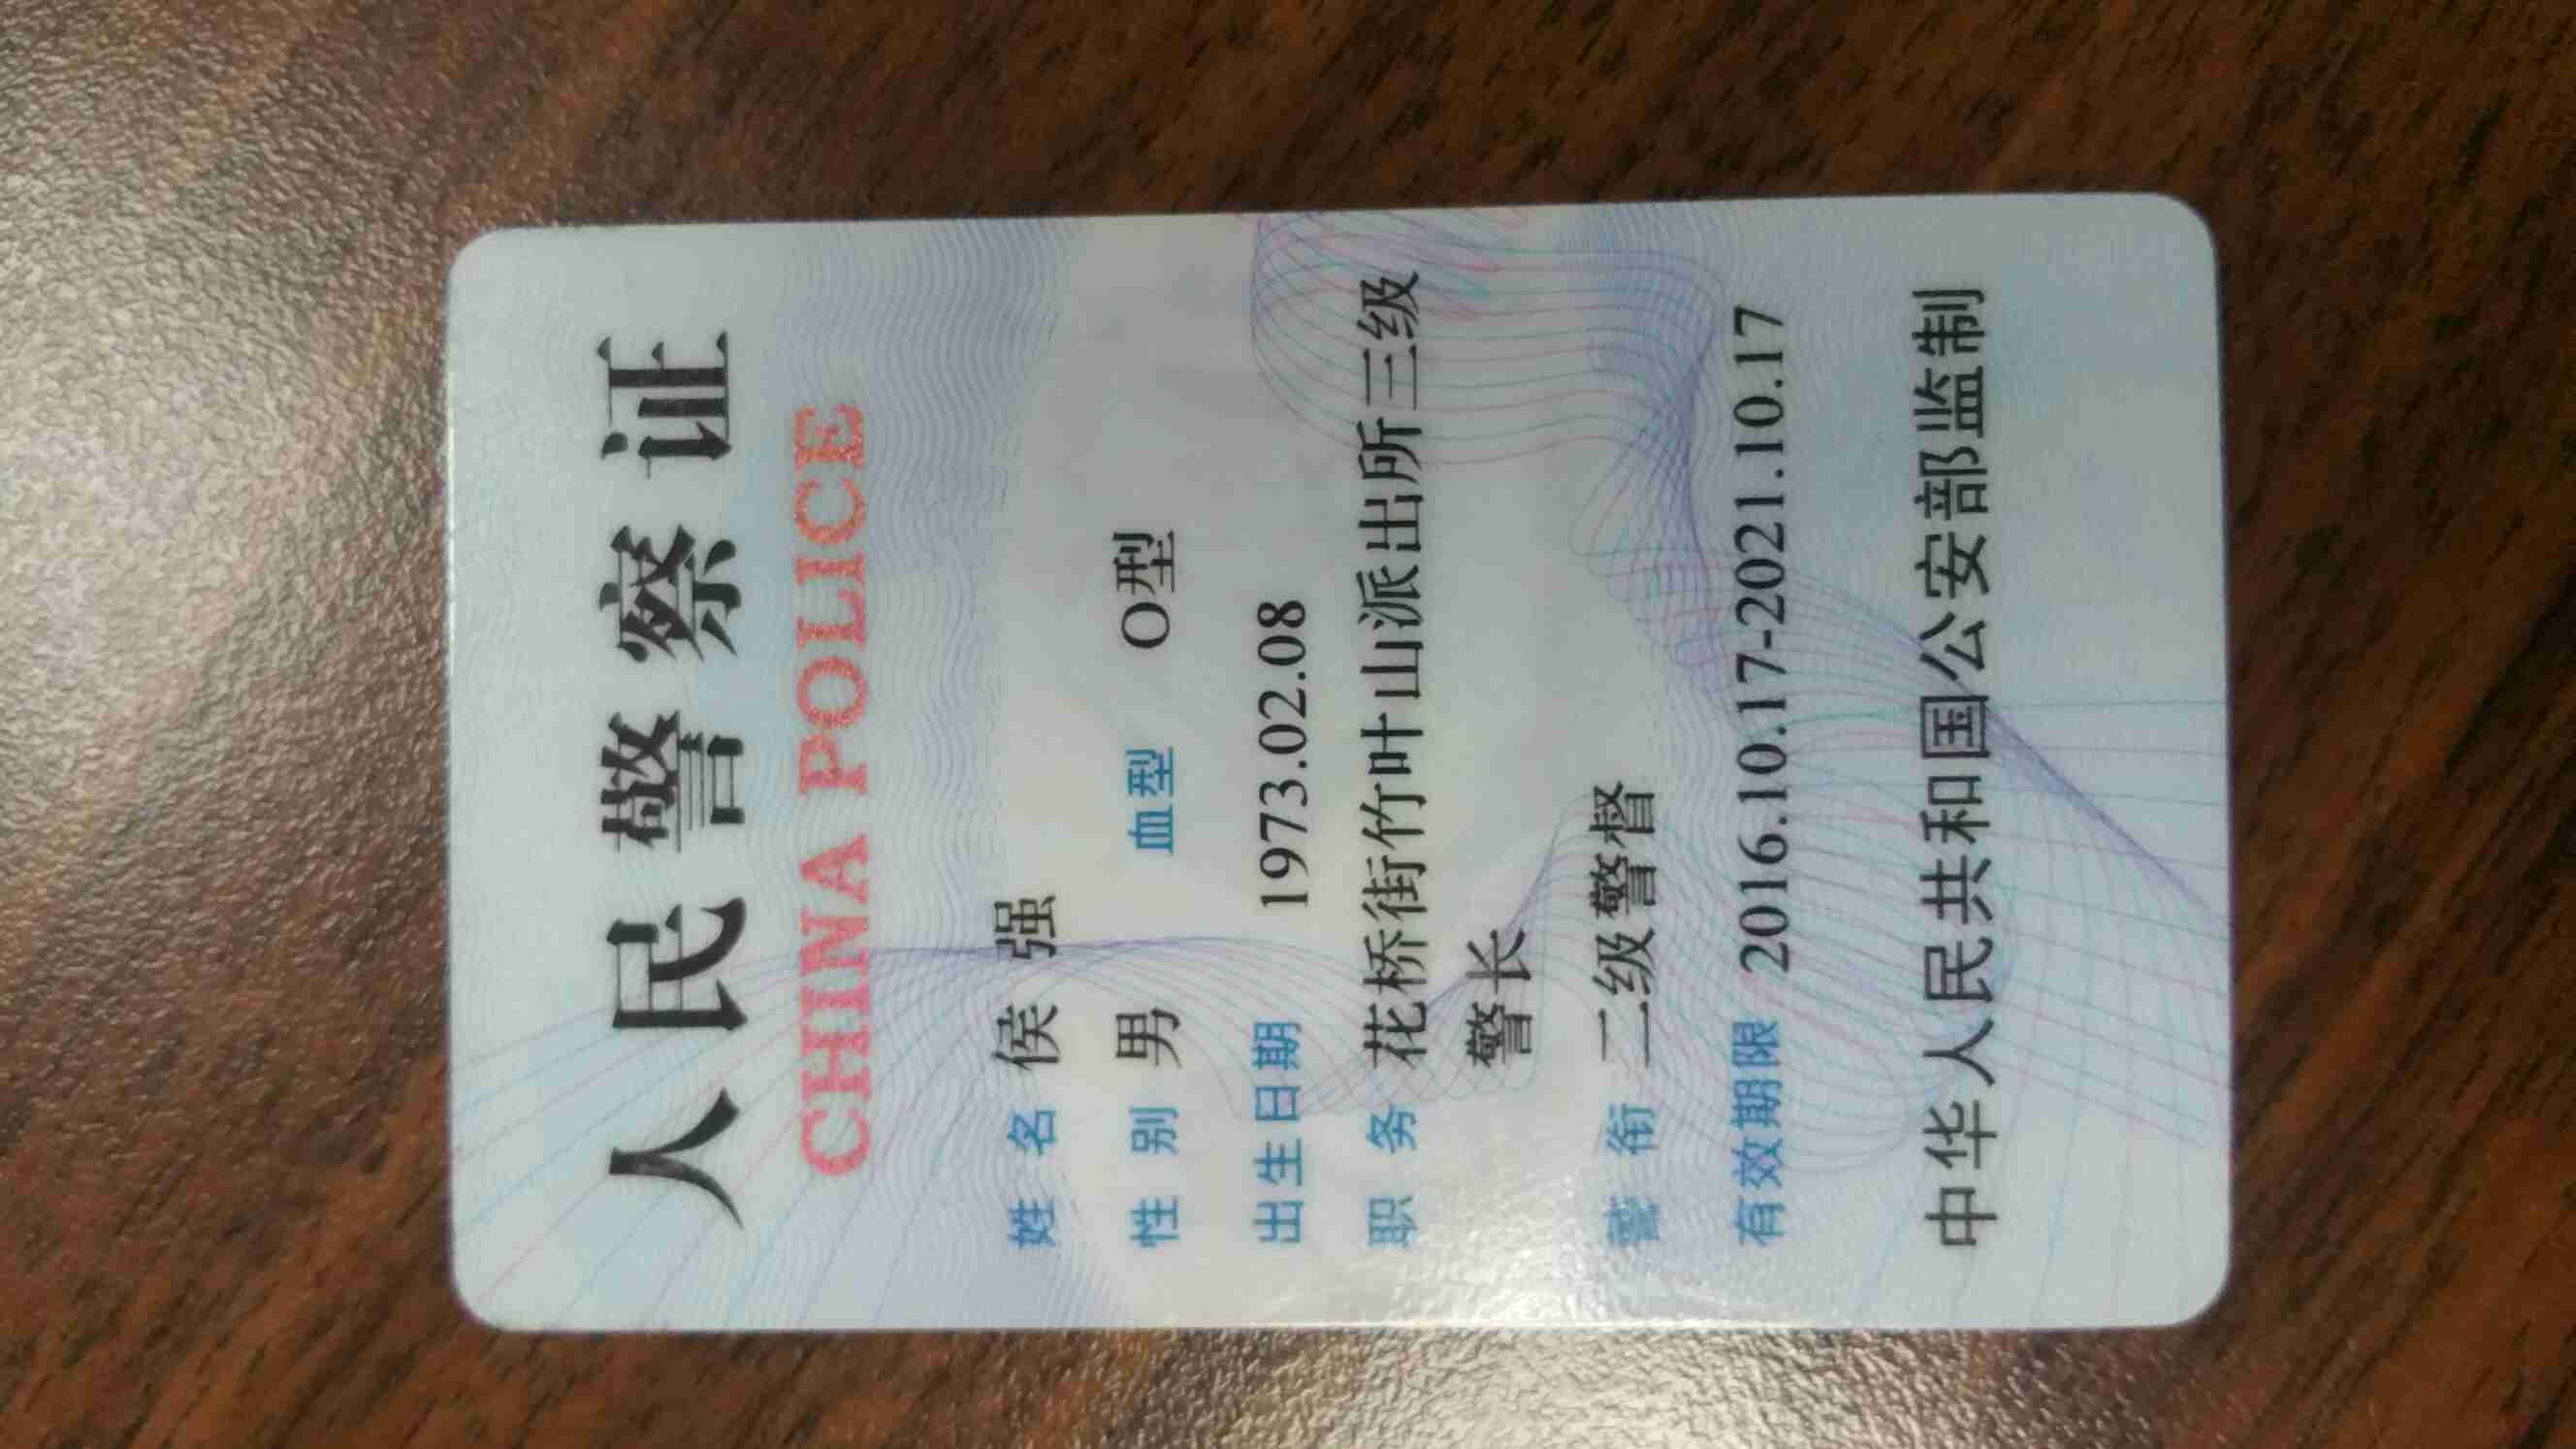 人民警察证
CHINA POLICE
姓 名 侯 强
性 别 男 血型 O型
出生日期 1973.02.08
职 务 花桥街竹叶山派出所三级
警长
警 衔 二级警督
有效期限 2016.10.17-2021.10.17
中华人民共和国公安部监制